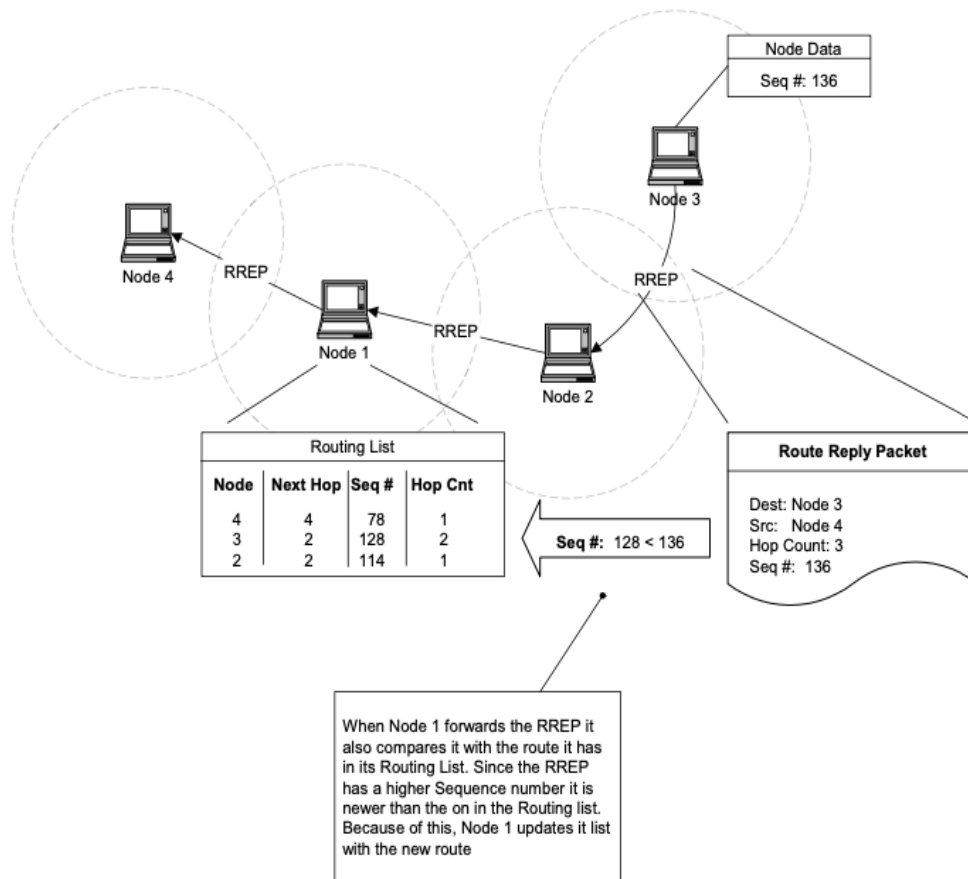 Node Data
Seq #: 136
Node 3
Node 4
RREP
RREP
Node 1
RREP
Node 2
Routing List
Node Next Hop Seq # Hop Cnt
4 4 78 1
3 2 128 2
2 2 114 1
Seq #: 128 < 136
Route Reply Packet
Dest: Node 3
Src: Node 4
Hop Count: 3
Seq #: 136
When Node 1 forwards the RREP it
also compares it with the route it has
in its Routing List. Since the RREP
has a higher Sequence number it is
newer than the on in the Routing list.
Because of this, Node 1 updates it list
with the new route